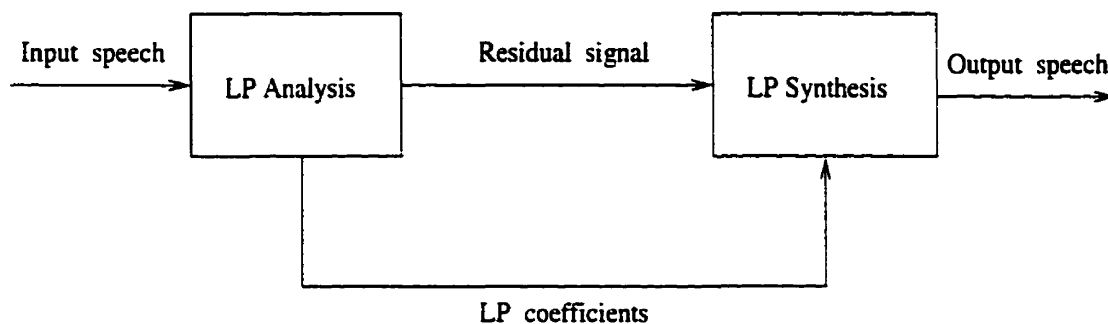 Input speech
LP Analysis
Residual signal
LP Synthesis
Output speech
LP coefficients